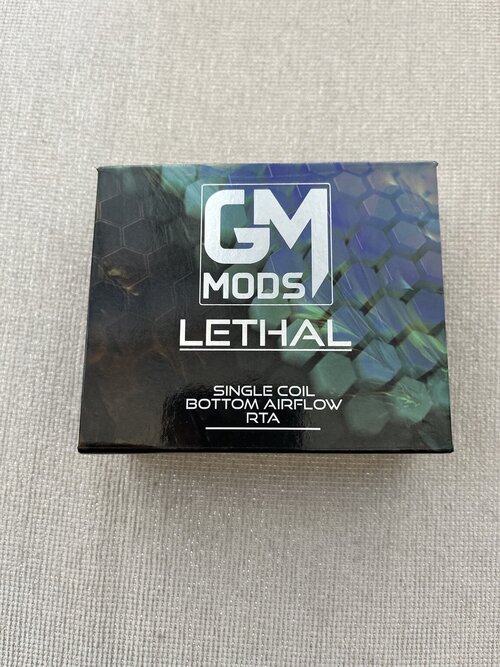 GM
MODS
LETHAL
SINGLE COIL
BOTTOM AIRFLOW
RTA